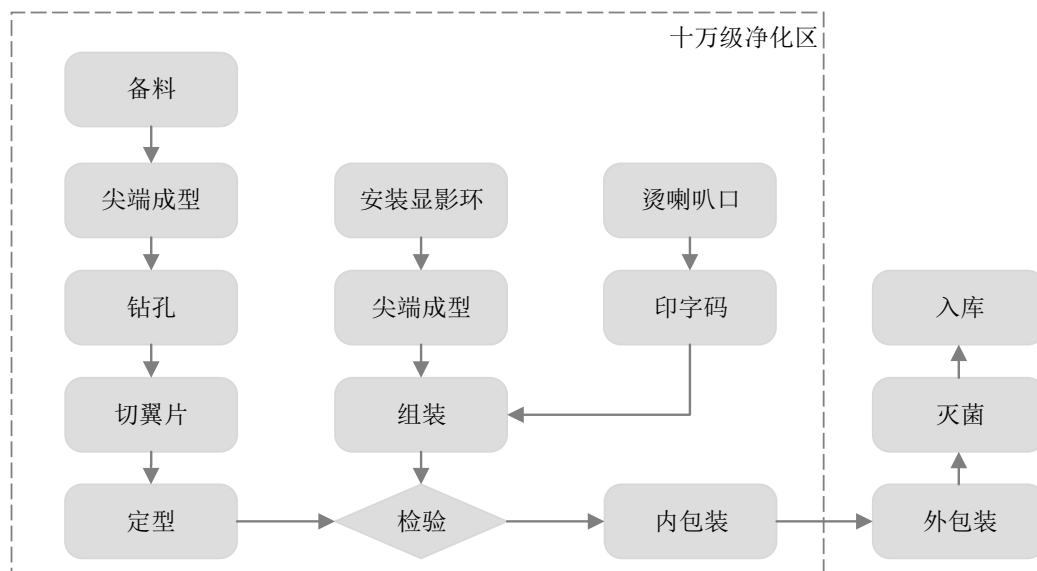 十万级净化区
备料
尖端成型
安装显影环
烫喇叭口
钻孔
尖端成型
印字码
入库
切翼片
组装
灭菌
定型
检验
内包装
外包装